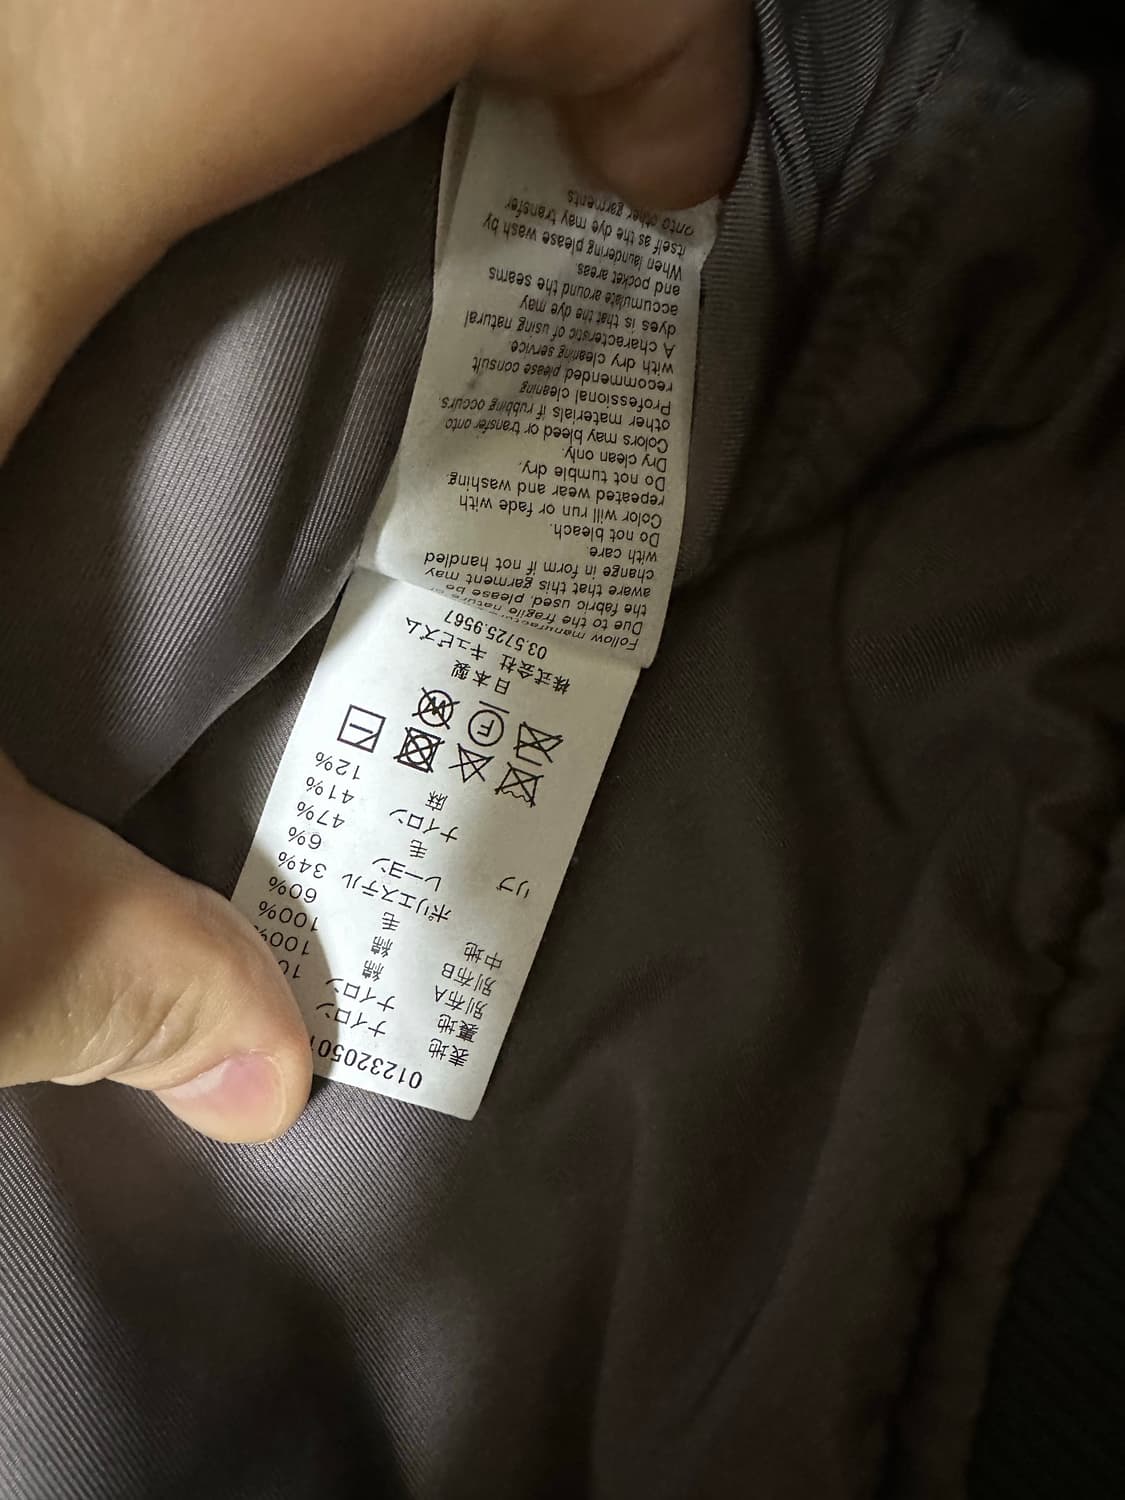 012320501
表地 ナイロン
裏地 ナイロン 10
別布A 綿 100%
別布B 綿 100%
中地 毛 60%
ポリエステル 34%
レーヨン 6%
リブ 毛 47%
ナイロン 41%
麻 12%
日本製
株式会社 キュビズム
03.5725.9567
Follow
Due to the fragile nature
the fabric used, please be
aware that this garment may
change in form if not handled
with care.
Do not bleach.
Color will run or fade with
repeated wear and washing.
Do not tumble dry.
Dry clean only.
Colors may bleed or transfer onto
other materials if rubbing occurs.
Professional cleaning
recommended please consult
with dry cleaning service.
A characteristic of using natural
dyes is that the dye may
accumulate around the seams
and pocket areas.
When laundering please wash by
itself as the dye may transfer
onto other garments